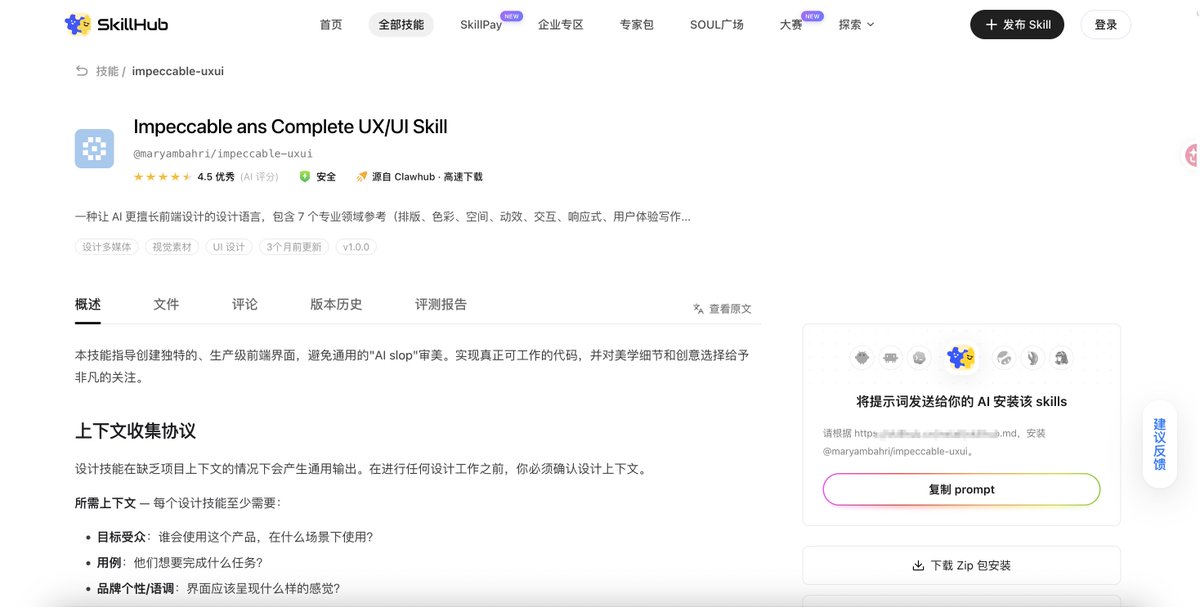 SkillHub
首页
全部技能
SkillPay
NEW
企业专区
专家包
SOUL广场
大赛
NEW
探索
发布 Skill
登录
技能 / impeccable-uxui
Impeccable ans Complete UX/UI Skill
@maryambahri/impeccable-uxui
4.5 优秀 (AI 评分) 安全 源自 Clawhub · 高速下载
一种让 AI 更擅长前端设计的设计语言，包含 7 个专业领域参考（排版、色彩、空间、动效、交互、响应式、用户体验写作...
设计多媒体 视觉素材 UI 设计 3个月前更新 v1.0.0
概述 文件 评论 版本历史 评测报告 查看原文
本技能指导创建独特的、生产级前端界面，避免通用的"AI slop"审美。实现真正可工作的代码，并对美学细节和创意选择给予
非凡的关注。
上下文收集协议
设计技能在缺乏项目上下文的情况下会产生通用输出。在进行任何设计工作之前，你必须确认设计上下文。
所需上下文 — 每个设计技能至少需要：
• 目标受众：谁会使用这个产品，在什么场景下使用?
• 用例：他们想要完成什么任务?
• 品牌个性/语调：界面应该呈现什么样的感觉?
将提示词发送给你的 AI 安装该 skills
请根据 https .md，安装
@maryambahri/impeccable-uxui。
复制 prompt
下载 Zip 包安装
建议反馈